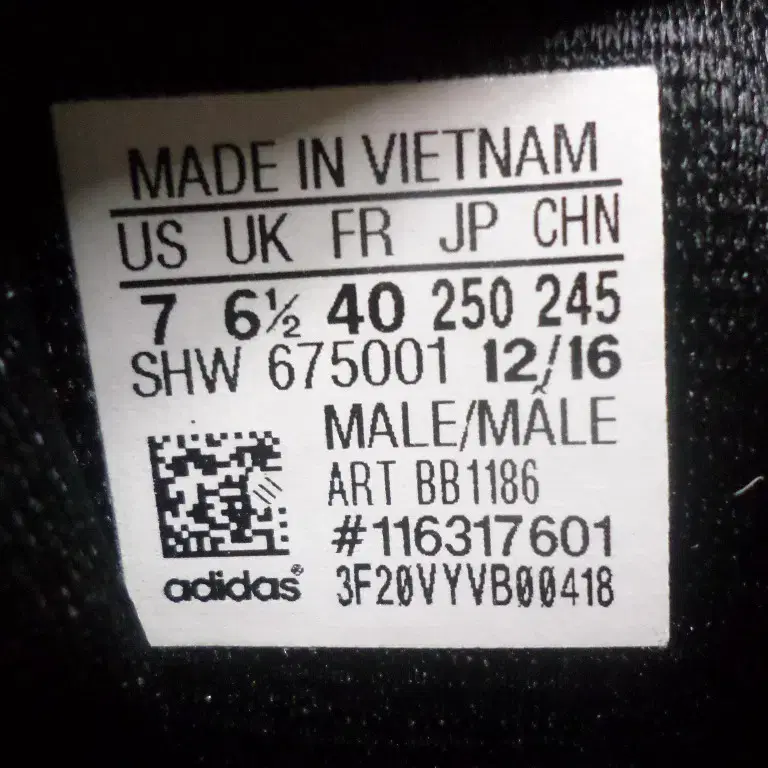 MADE IN VIETNAM
US UK FR JP CHN
7 6½ 40 250 245
SHW 675001 12/16
MALE/MÂLE
ART BB1186
#116317601
adidas® 3F20VYVB00418